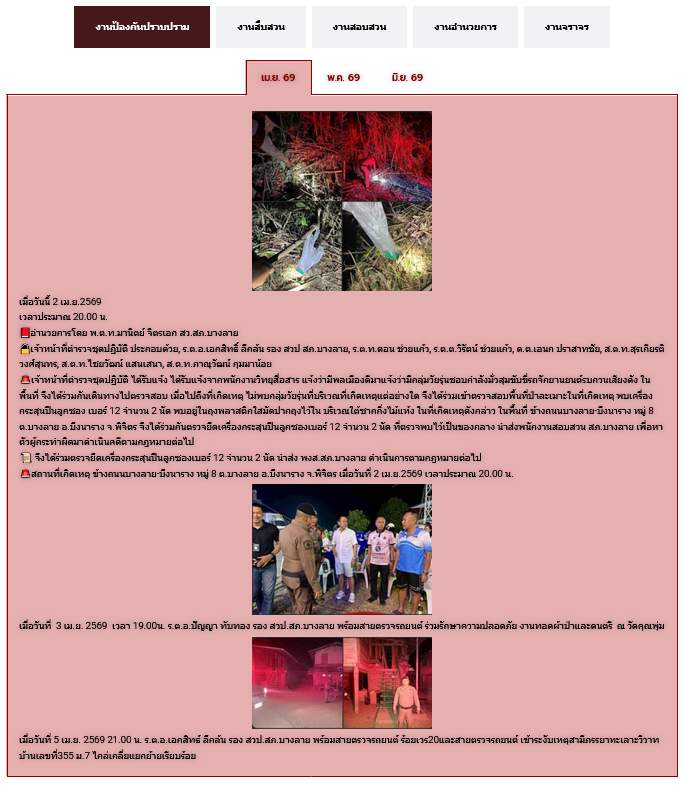 งานป้องกันปราบปราม
งานสืบสวน
งานสอบสวน
งานอำนวยการ
งานจราจร
เม.ย. 69
พ.ค. 69
มิ.ย. 69
เมื่อวันนี้ 2 เม.ย.2569
เวลาประมาณ 20.00 น.
📕อำนวยการโดย พ.ต.ท.มานิตย์ จิตรเอก สว.สภ.บางลาย
👮เจ้าหน้าที่ตำรวจชุดปฏิบัติ ประกอบด้วย, ร.ต.อ.เอกสิทธิ์ ลึกล้น รอง สวป สภ.บางลาย, ร.ต.ท.ดอน ช่วยแก้ว, ร.ต.ต.วิรัตน์ ช่วยแก้ว, ด.ต.เอนก ปราสาทชัย, ส.ต.ท.สุรเกียรติ
วงศ์สุนทร, ส.ต.ท.ไชยวัฒน์ แสนเสนา, ส.ต.ท.ภาณุวัฒน์ กุมมาน้อย
🚨เจ้าหน้าที่ตำรวจชุดปฏิบัติ ได้รับแจ้ง ได้รับแจ้งจากพนักงานวิทยุสื่อสาร แจ้งว่ามีพลเมืองดีมาแจ้งว่ามีกลุ่มวัยรุ่นชอบกำลังมั่วสุมขับขี่รถจักรยานยนต์รบกวนเสียงดัง ใน
พื้นที่ จึงได้ร่วมกันเดินทางไปตรวจสอบ เมื่อไปถึงที่เกิดเหตุ ไม่พบกลุ่มวัยรุ่นที่บริเวณที่เกิดเหตุแต่อย่างใด จึงได้ร่วมเข้าตรวจสอบพื้นที่ป่าละเมาะในที่เกิดเหตุ พบเครื่อง
กระสุนปืนลูกซอง เบอร์ 12 จำนวน 2 นัด พบอยู่ในถุงพลาสติกใสมัดปากถุงไว้ใน บริเวณใต้ซากกิ่งไม้แห้ง ในที่เกิดเหตุดังกล่าว ในพื้นที่ ข้างถนนบางลาย-บึงนาราง หมู่ 8
ต.บางลาย อ.บึงนาราง จ.พิจิตร จึงได้ร่วมกันตรวจยึดเครื่องกระสุนปืนลูกซองเบอร์ 12 จำนวน 2 นัด ที่ตรวจพบไว้เป็นของกลาง นำส่งพนักงานสอบสวน สภ.บางลาย เพื่อหา
ตัวผู้กระทำผิดมาดำเนินคดีตามกฎหมายต่อไป
📜 จึงได้ร่วมตรวจยึดเครื่องกระสุนปืนลูกซองเบอร์ 12 จำนวน 2 นัด นำส่ง พงส.สภ.บางลาย ดำเนินการตามกฎหมายต่อไป
🚨สถานที่เกิดเหตุ ข้างถนนบางลาย-บึงนาราง หมู่ 8 ต.บางลาย อ.บึงนาราง จ.พิจิตร เมื่อวันที่ 2 เม.ย.2569 เวลาประมาณ 20.00 น.
เมื่อวันที่ 3 เม.ย. 2569 เวลา 19.00น. ร.ต.อ.ปัญญา ทับทอง รอง สวป.สภ.บางลาย พร้อมสายตรวจรถยนต์ ร่วมรักษาความปลอดภัย งานทอดผ้าป่าและดนตรี ณ วัดคุณพุ่ม
เมื่อวันที่ 5 เม.ย. 2569 21.00 น. ร.ต.อ.เอกสิทธ์ ลึกล้น รอง สวป.สภ.บางลาย พร้อมสายตรวจรถยนต์ ร้อยเวร20และสายตรวจรถยนต์ เข้าระงับเหตุสามีภรรยาทะเลาะวิวาท
บ้านเลขที่355 ม.7 ไกล่เกลี่ยแยกย้ายเรียบร้อย